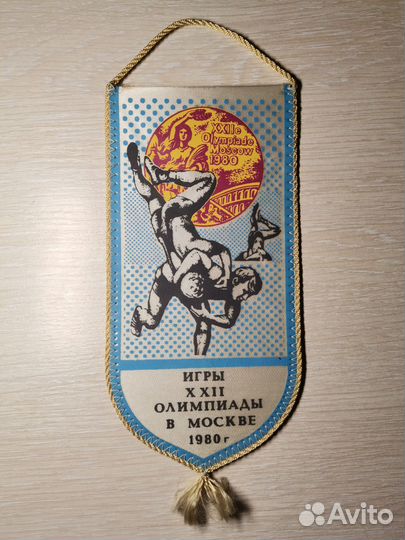 XXIIe
Olympiade
Moscow
1980
ИГРЫ
XXII
ОЛИМПИАДЫ
В МОСКВЕ
1980 г
Avito